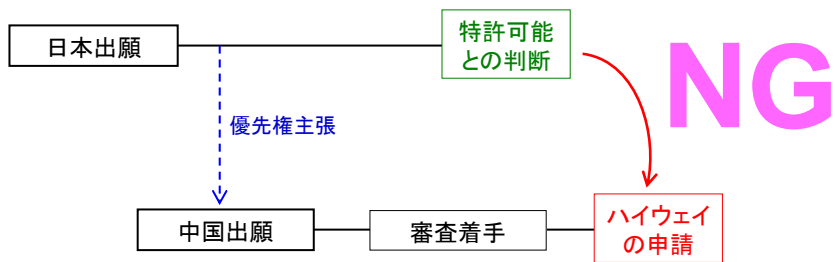 日本出願
特許可能
との判断
NG
優先権主張
中国出願
審査着手
ハイウェイ
の申請